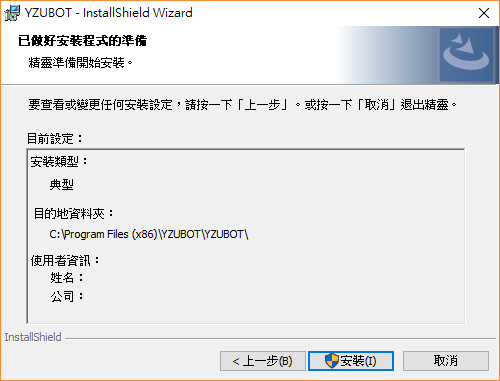 YZUBOT - InstallShield Wizard
已做好安裝程式的準備
精靈準備開始安裝。
要查看或變更任何安裝設定，請按一下「上一步」。或按一下「取消」退出精靈。
目前設定：
安裝類型：
典型
目的地資料夾：
C:\Program Files (x86)\YZUBOT\YZUBOT\
使用者資訊：
姓名：
公司：
InstallShield
< 上一步(B)
安裝(I)
取消